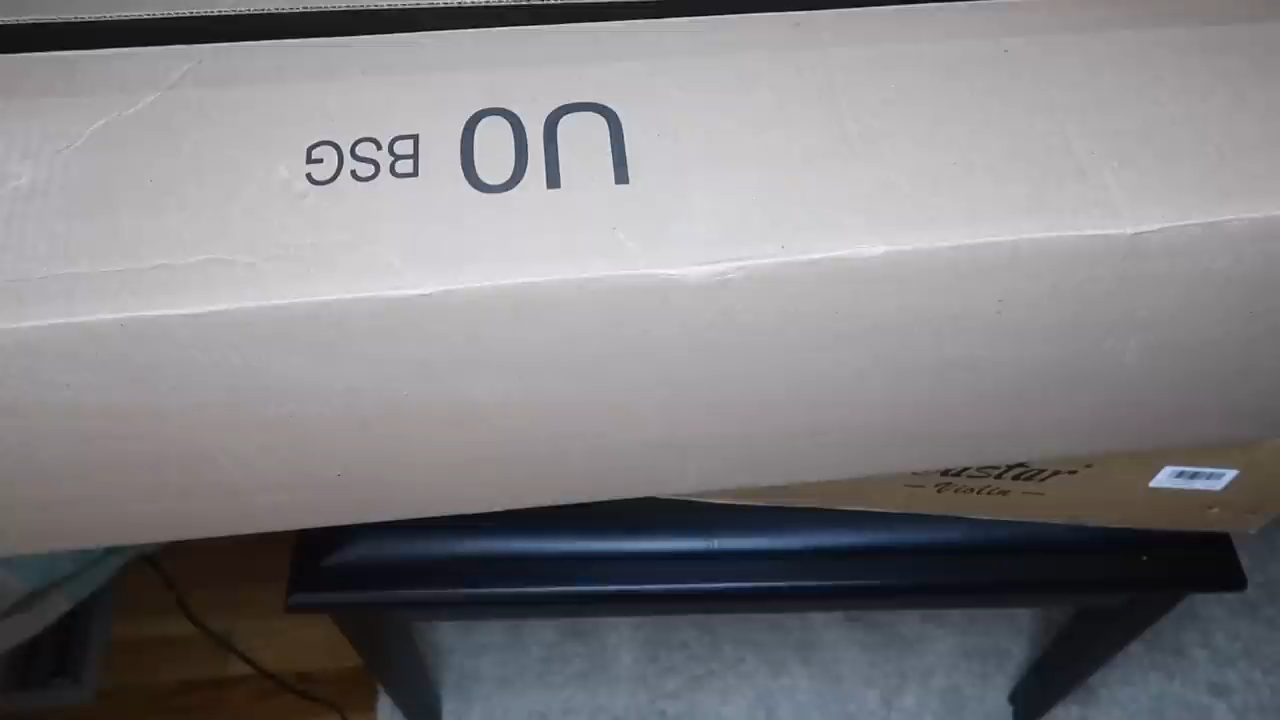 U0 BSG
— Violin —